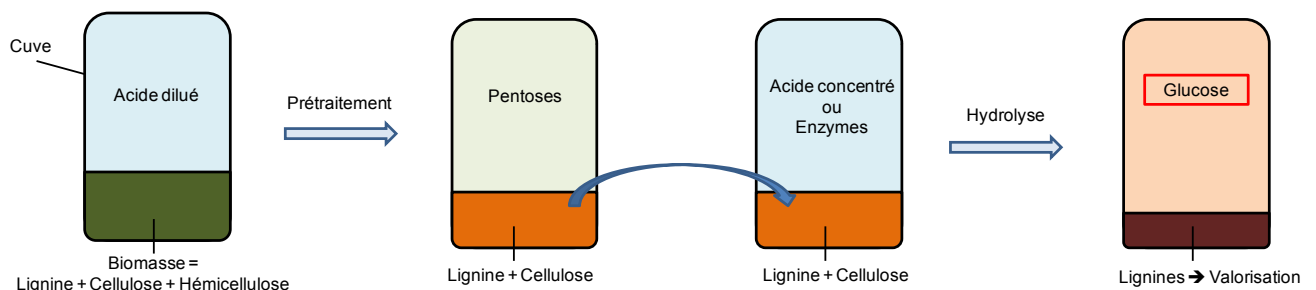 Cuve
Acide dilué
Biomasse =
Lignine + Cellulose + Hémicellulose
Prétraitement
Pentoses
Lignine + Cellulose
Acide concentré
ou
Enzymes
Lignine + Cellulose
Hydrolyse
Glucose
Lignines ➔ Valorisation